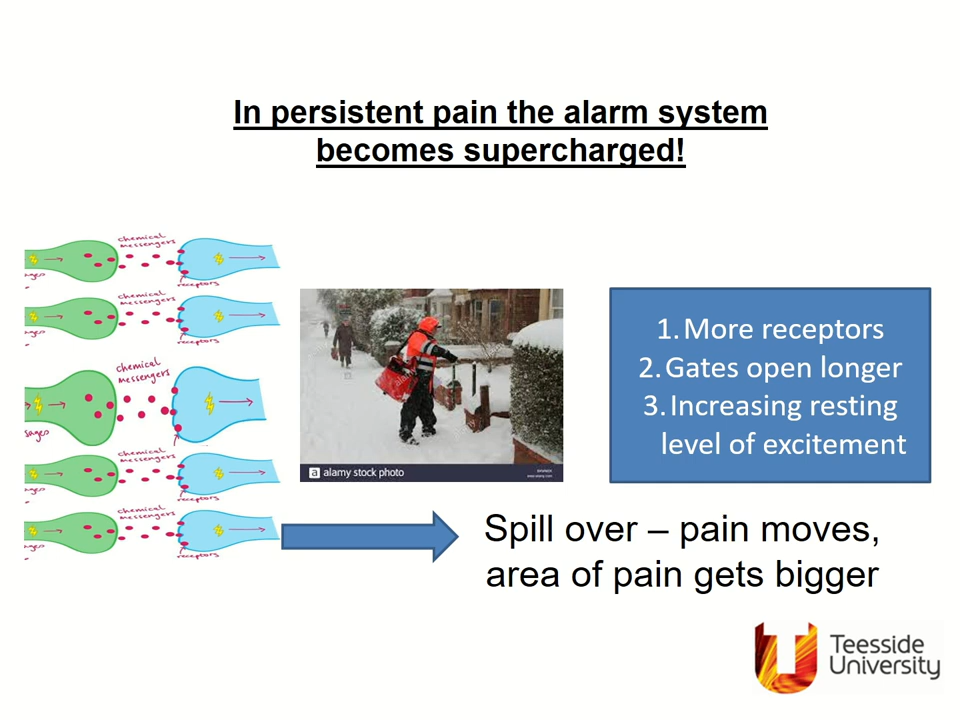 In persistent pain the alarm system
becomes supercharged!
chemical
messengers
receptors
chemical
messengers
receptors
chemical
messengers
chemical
messengers
receptors
chemical
messengers
receptors
a alamy stock photo
1. More receptors
2. Gates open longer
3. Increasing resting
level of excitement
Spill over – pain moves,
area of pain gets bigger
Teesside
University